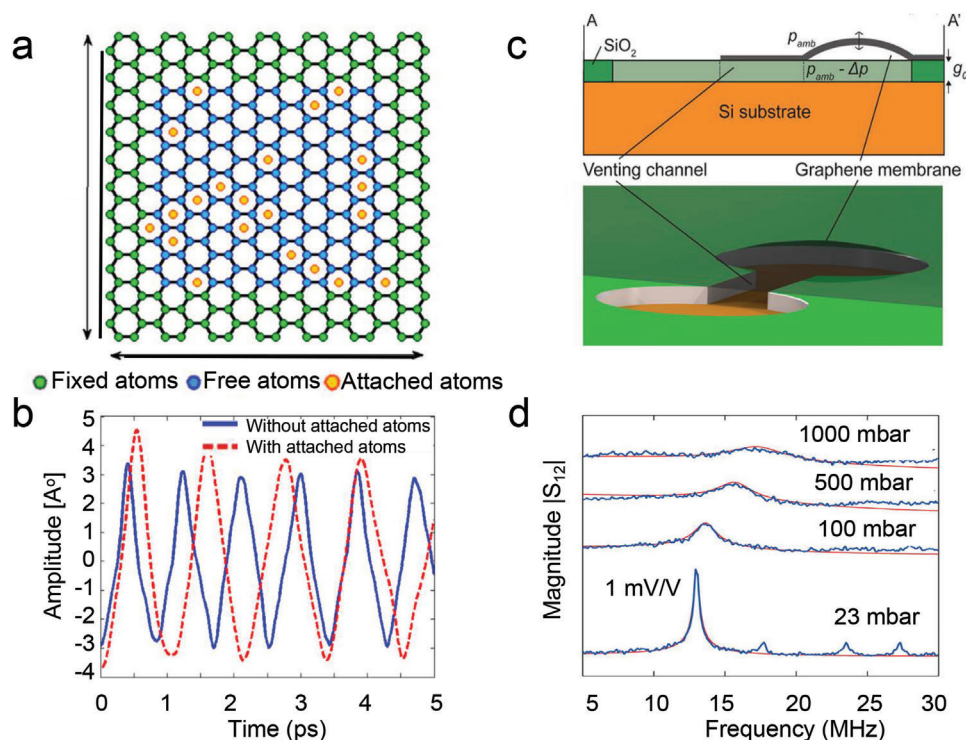 a
Fixed atoms Free atoms Attached atoms
b
Without attached atoms
With attached atoms
Amplitude [Aº]
5
4
3
2
1
0
-1
-2
-3
-4
0 1 2 3 4 5
Time (ps)
c
A A'
SiO2
pamb
pamb - Δp
Si substrate
Venting channel Graphene membrane
d
1000 mbar
500 mbar
100 mbar
1 mV/V
23 mbar
Magnitude |S12|
5 10 15 20 25 30
Frequency (MHz)